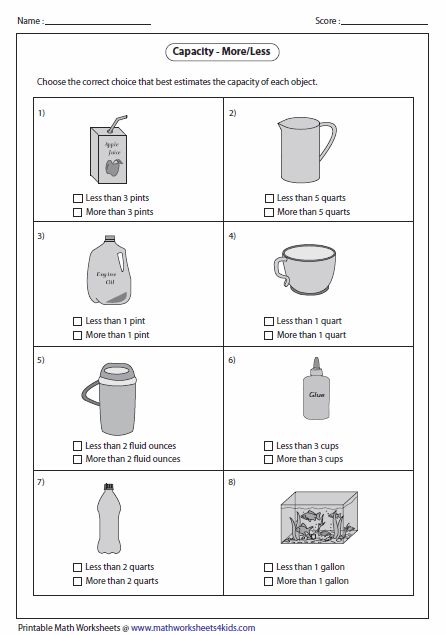 Name : Score :
Capacity - More/Less
Choose the correct choice that best estimates the capacity of each object.
1) 2)
Apple
Juice
Less than 3 pints Less than 5 quarts
More than 3 pints More than 5 quarts
3) 4)
Engine
Oil
Less than 1 pint Less than 1 quart
More than 1 pint More than 1 quart
5) 6)
Glue
Less than 2 fluid ounces Less than 3 cups
More than 2 fluid ounces More than 3 cups
7) 8)
Less than 2 quarts Less than 1 gallon
More than 2 quarts More than 1 gallon
Printable Math Worksheets @ www.mathworksheets4kids.com